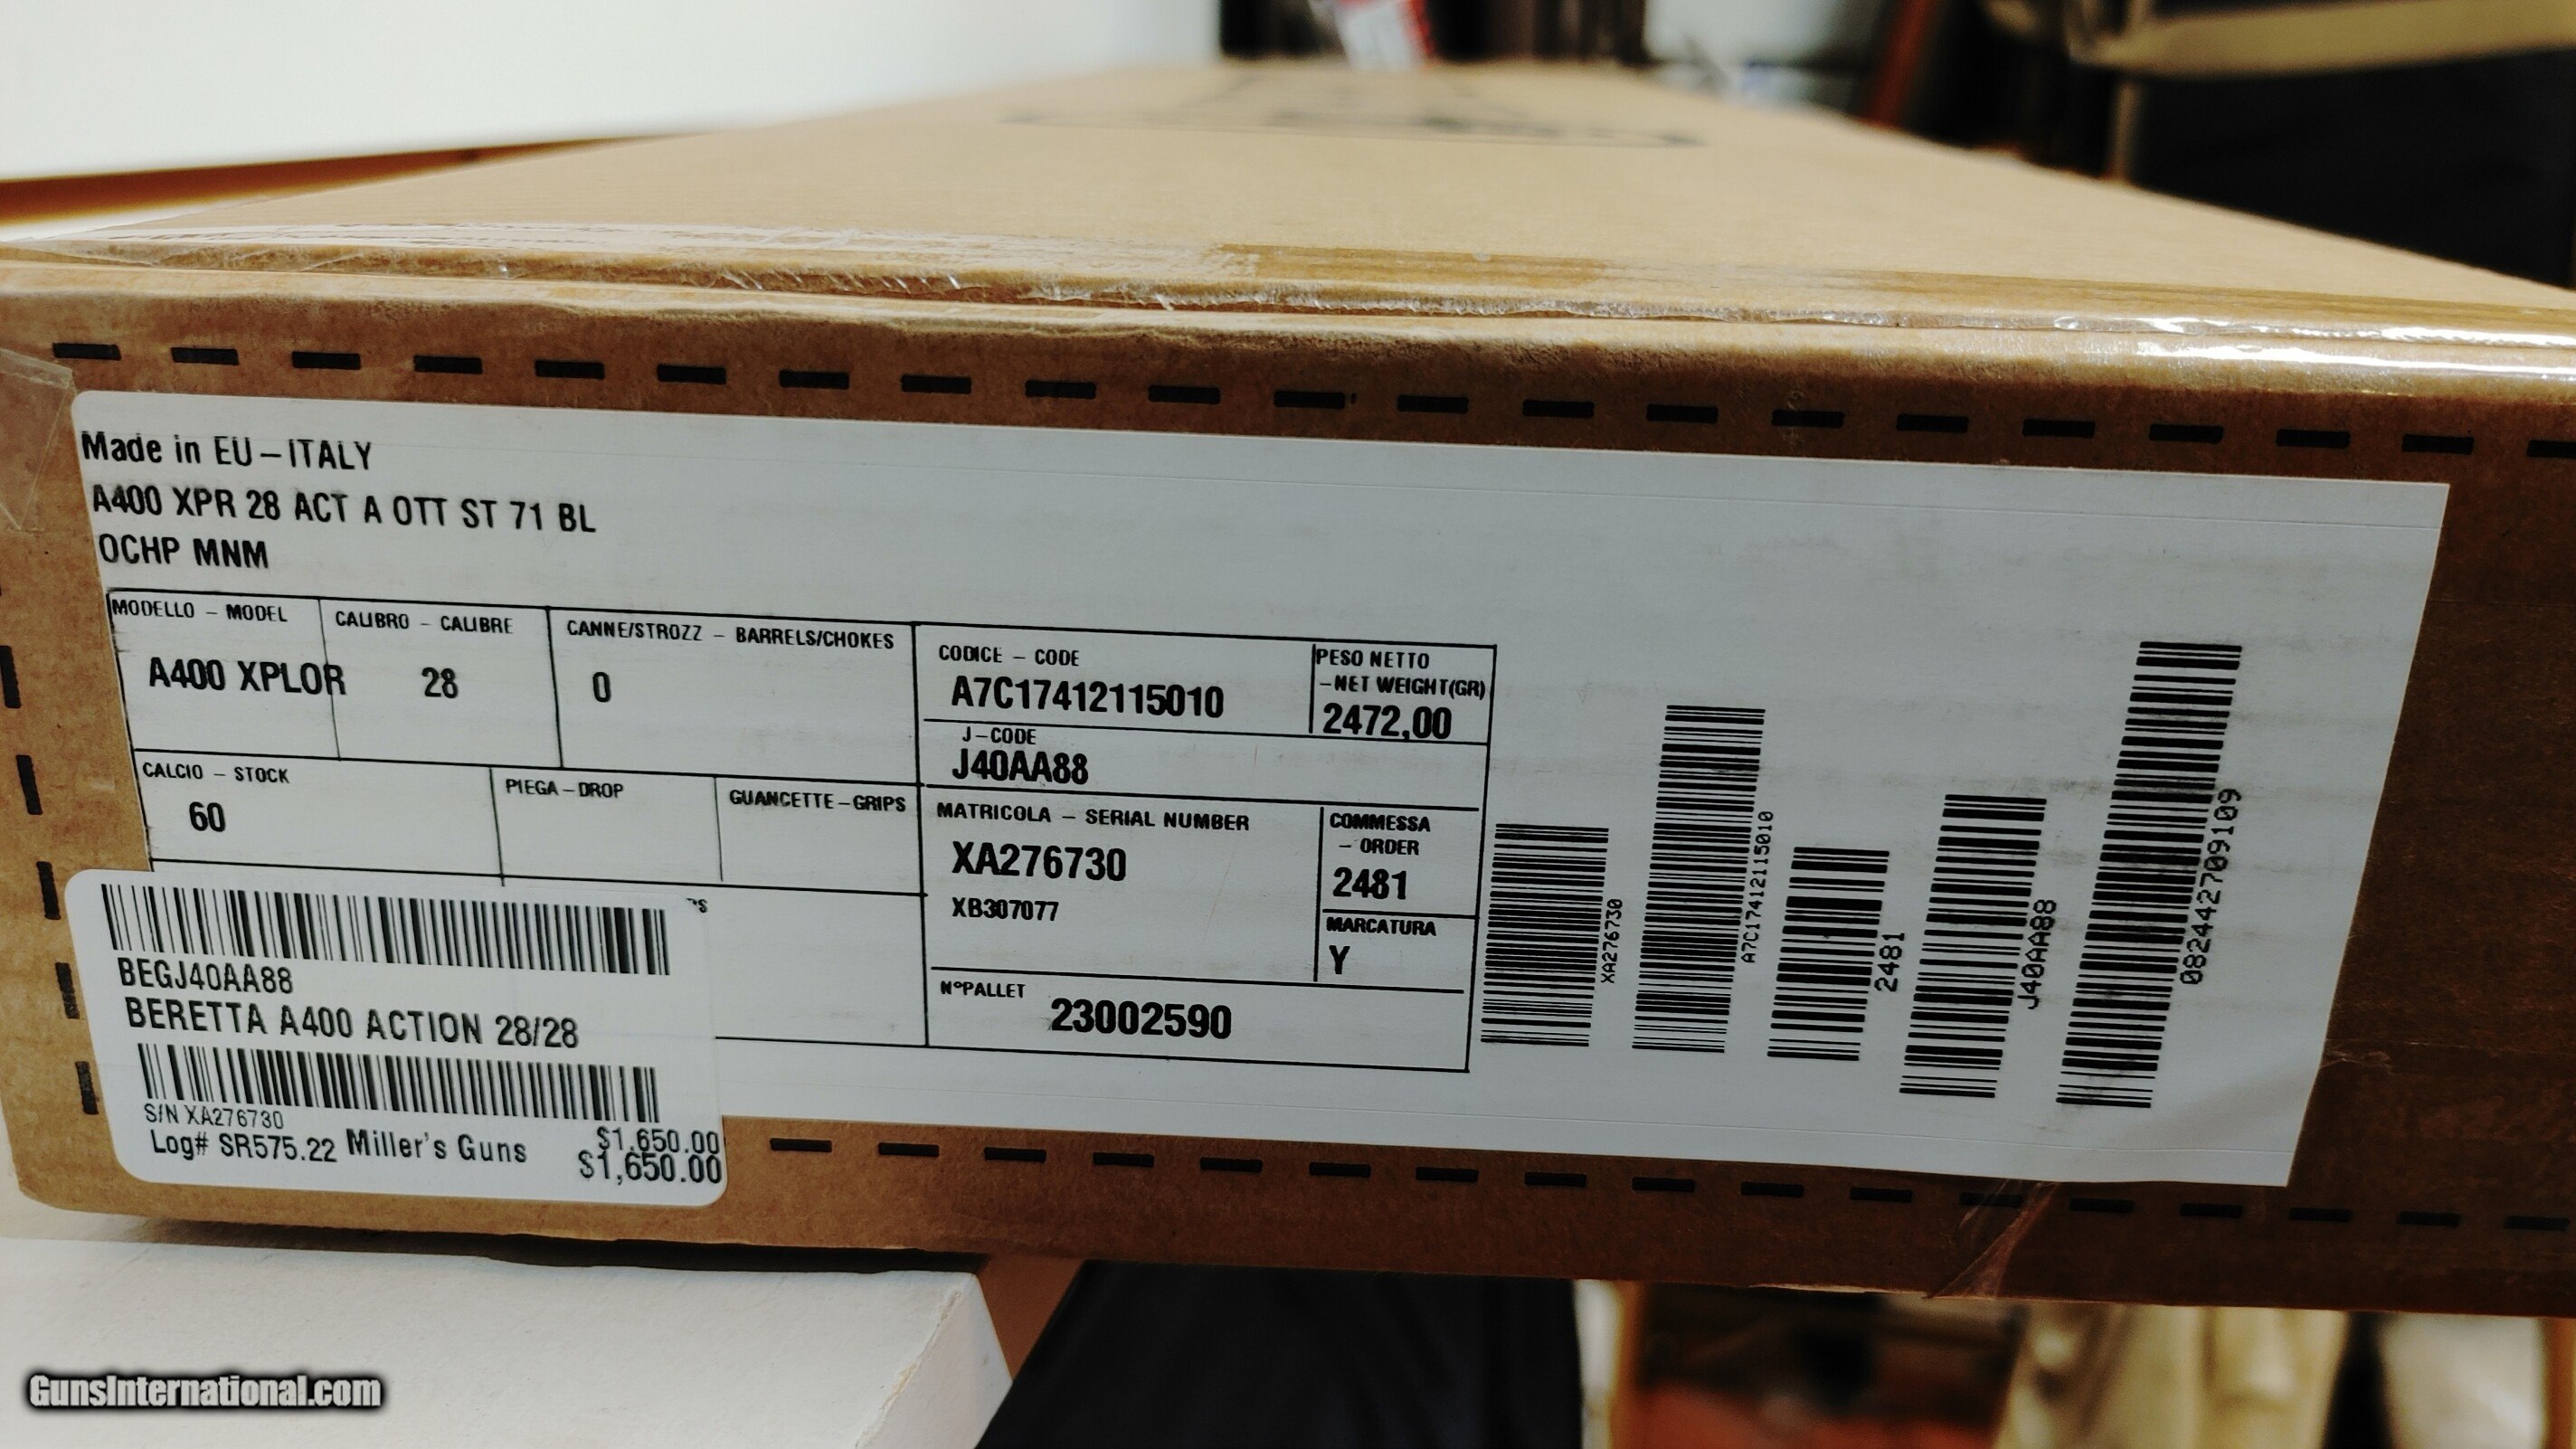 Made in EU-ITALY
A400 XPR 28 ACT A OTT ST 71 BL
OCHP MNM
MODELLO - MODEL
A400 XPLOR
CALIBRO - CALIBRE
28
CANNE/STROZZ - BARRELS/CHOKES
0
CODICE - CODE
A7C17412115010
PESO NETTO
-NET WEIGHT(GR)
2472,00
J-CODE
J40AA88
CALCIO - STOCK
60
PIEGA-DROP
GUANCETTE-GRIPS
MATRICOLA - SERIAL NUMBER
XA276730
XB307077
COMMESSA
- ORDER
2481
MARCATURA
Y
N°PALLET
23002590
XA276730
A7C17412115010
2481
J40AA88
082442709109
BEGJ40AA88
BERETTA A400 ACTION 28/28
S/N XA276730
$1,650.00
Log# SR575.22 Miller's Guns $1,650.00
GunsInternational.com